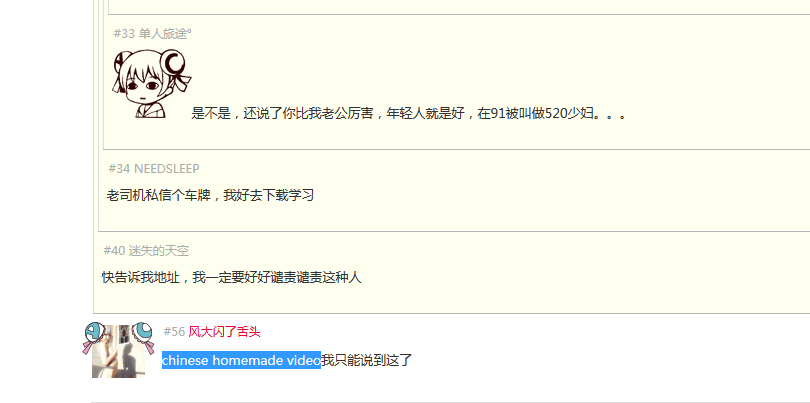 #33 单人旅途°
是不是，还说了你比我老公厉害，年轻人就是好，在91被叫做520少妇。。。
#34 NEEDSLEEP
老司机私信个车牌，我好去下载学习
#40 迷失的天空
快告诉我地址，我一定要好好谴责谴责这种人
#56 风大闪了舌头
chinese homemade video我只能说到这了